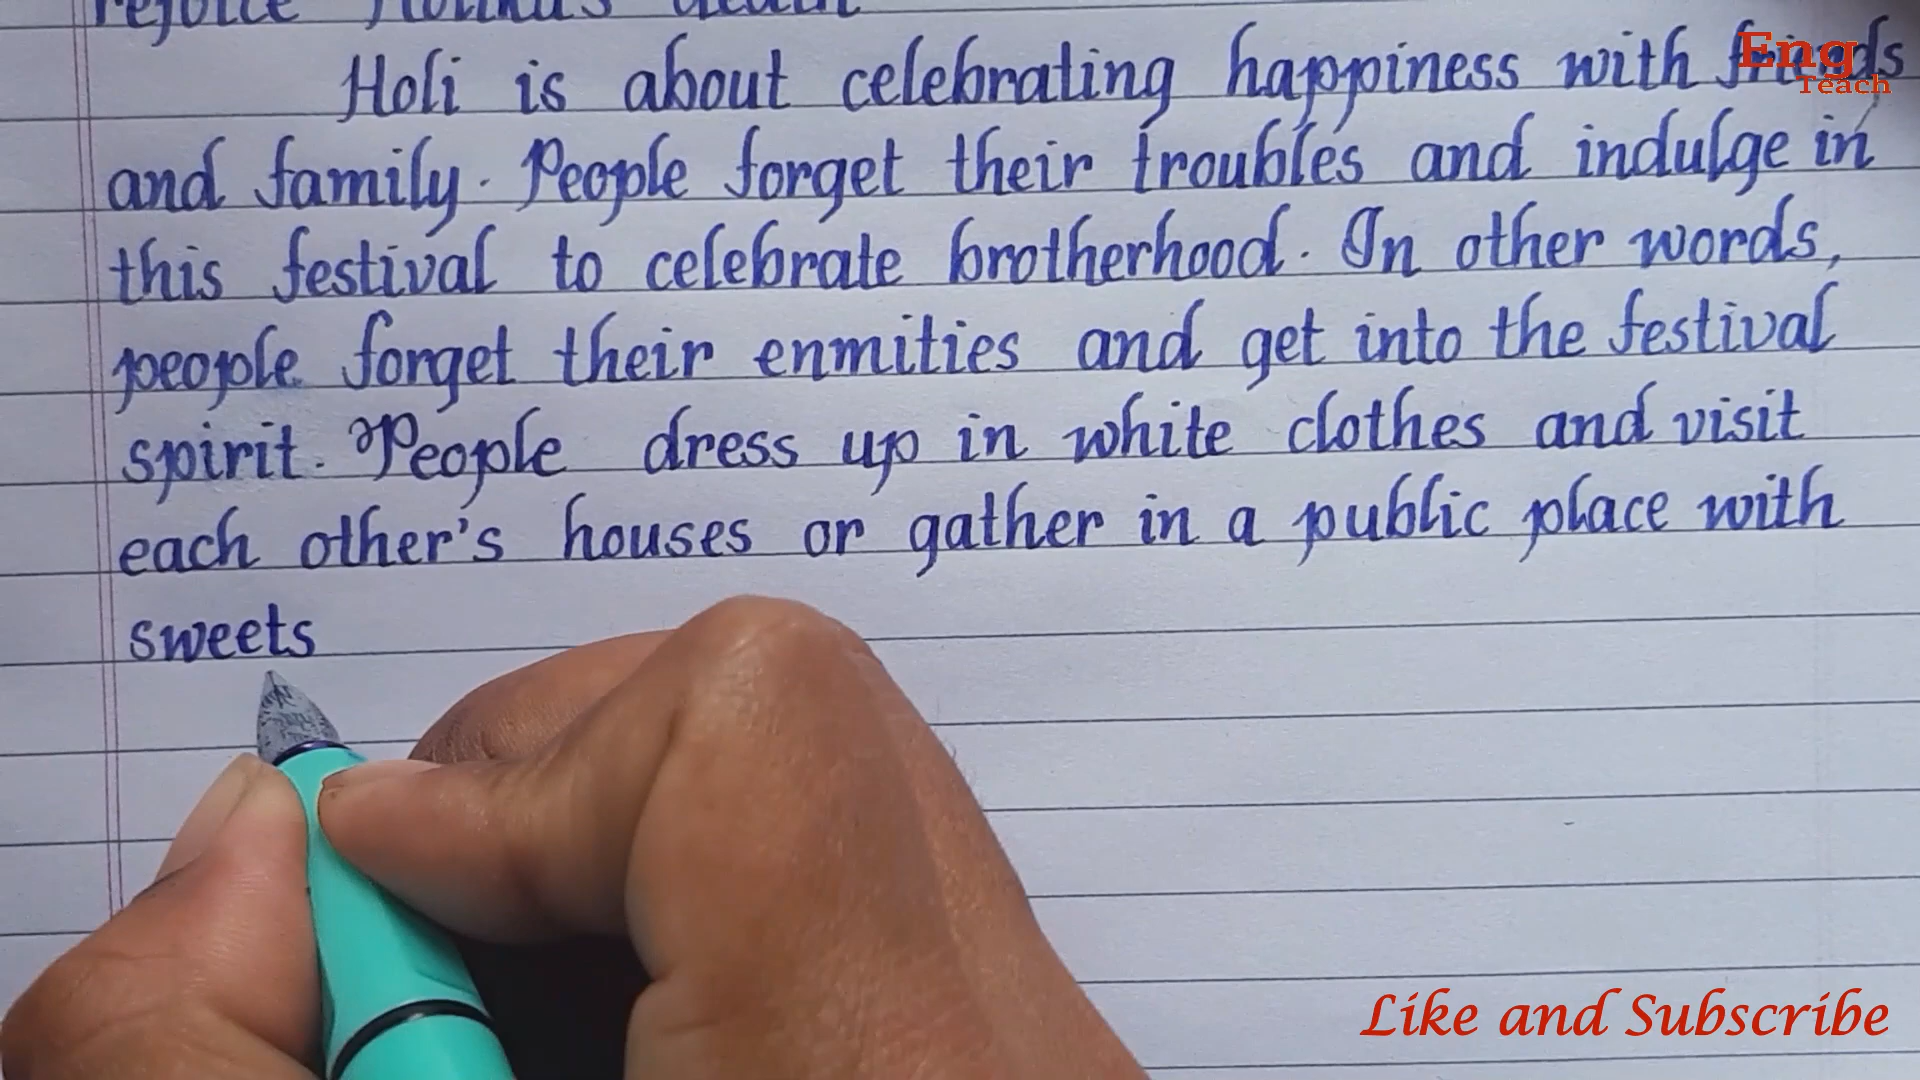 rejoice Holika's death
Holi is about celebrating happiness with friends
and family. People forget their troubles and indulge in
this festival to celebrate brotherhood. In other words,
people forget their enmities and get into the festival
spirit. People dress up in white clothes and visit
each other's houses or gather in a public place with
sweets
Eng
Teach
Like and Subscribe